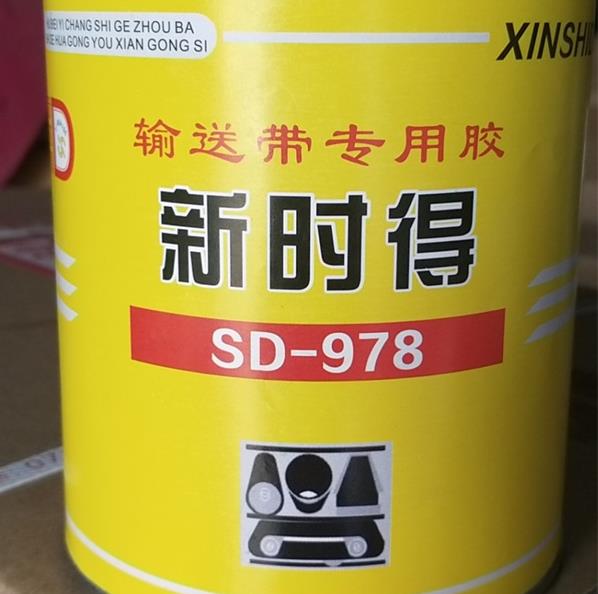 HUBEI YI CHANG SHI GE ZHOU BA
HUA GONG YOU XIAN GONG SI
XINSHI
输送带专用胶
新时得
SD-978